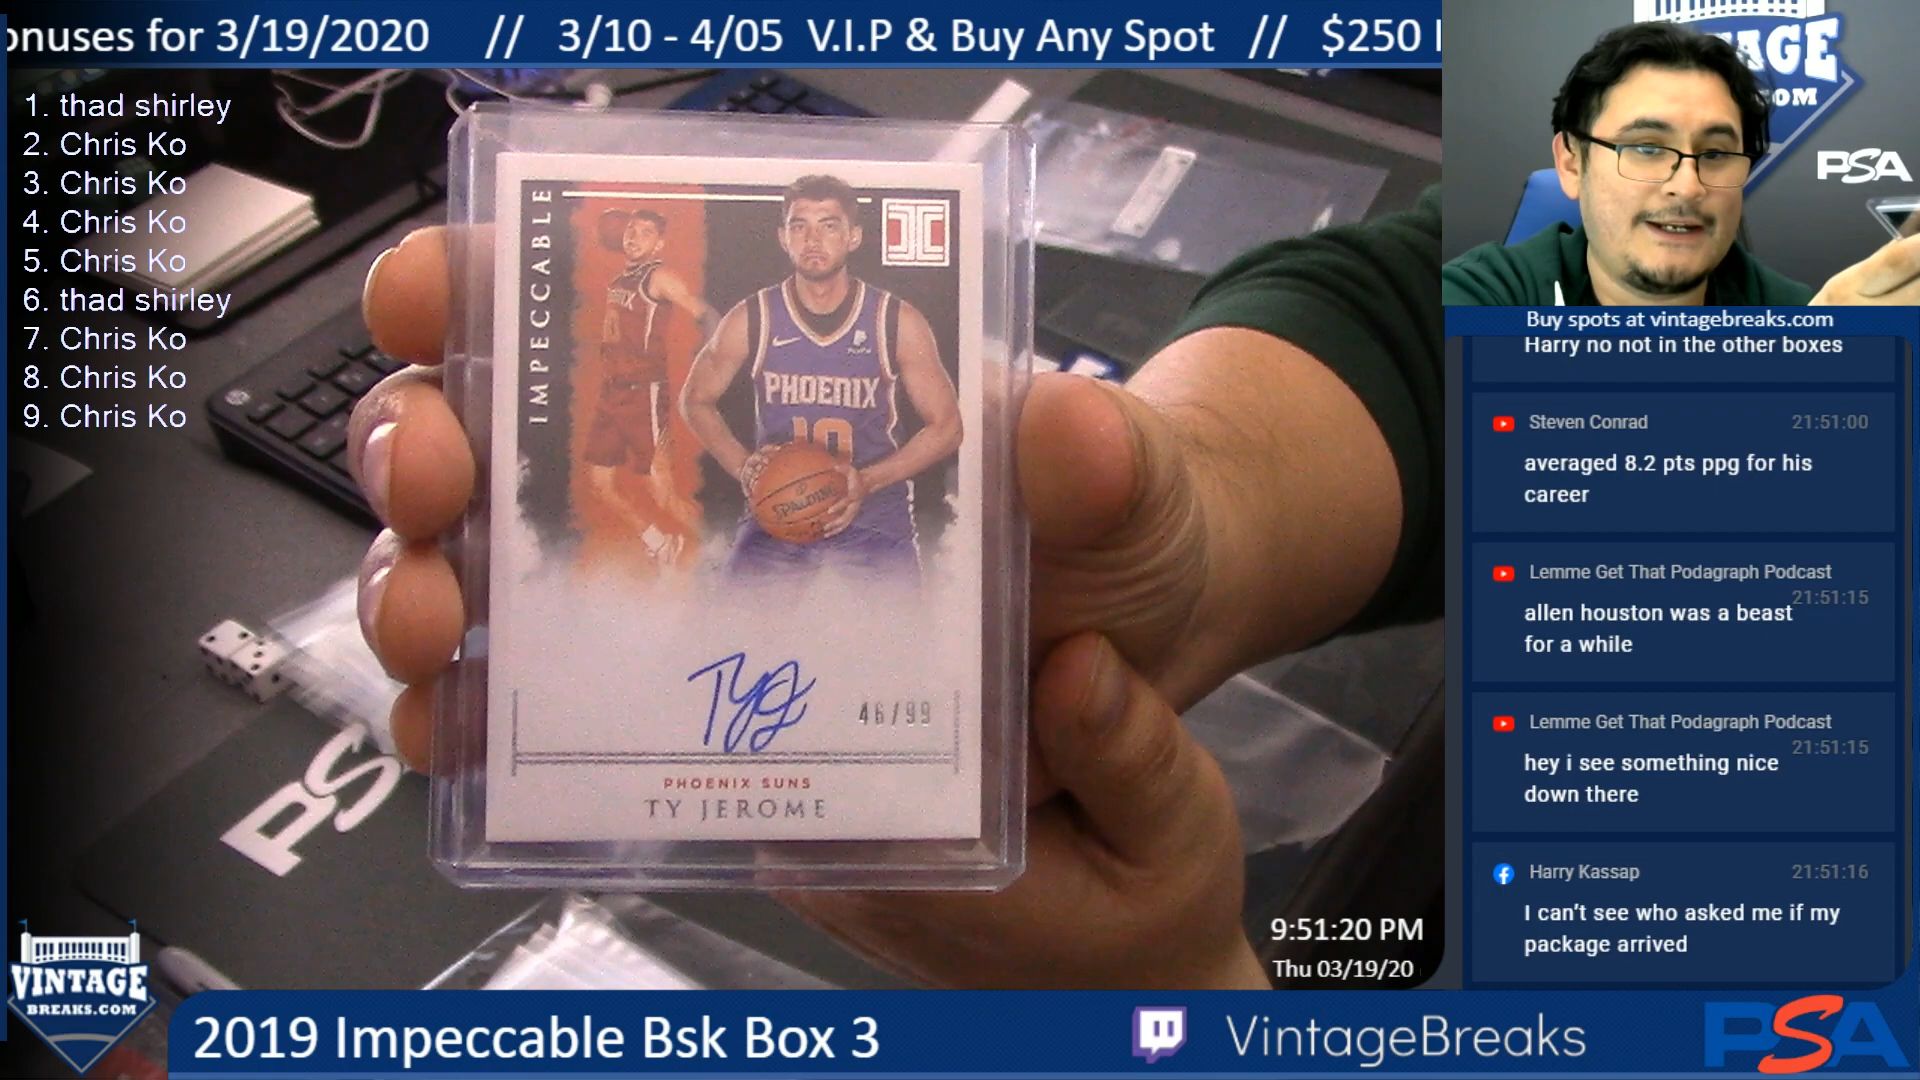 onuses for 3/19/2020 // 3/10 - 4/05 V.I.P & Buy Any Spot // $250
1. thad shirley
2. Chris Ko
3. Chris Ko
4. Chris Ko
5. Chris Ko
6. thad shirley
7. Chris Ko
8. Chris Ko
9. Chris Ko
IMPECCABLE
PHOENIX
10
SPALDING
46/99
PHOENIX SUNS
TY JEROME
PS
AGE
COM
PSA
Buy spots at vintagebreaks.com
Harry no not in the other boxes
Steven Conrad 21:51:00
averaged 8.2 pts ppg for his
career
Lemme Get That Podagraph Podcast
21:51:15
allen houston was a beast
for a while
Lemme Get That Podagraph Podcast
21:51:15
hey i see something nice
down there
Harry Kassap 21:51:16
I can't see who asked me if my
package arrived
9:51:20 PM
Thu 03/19/20
VINTAGE
BREAKS.COM
2019 Impeccable Bsk Box 3
VintageBreaks
PSA